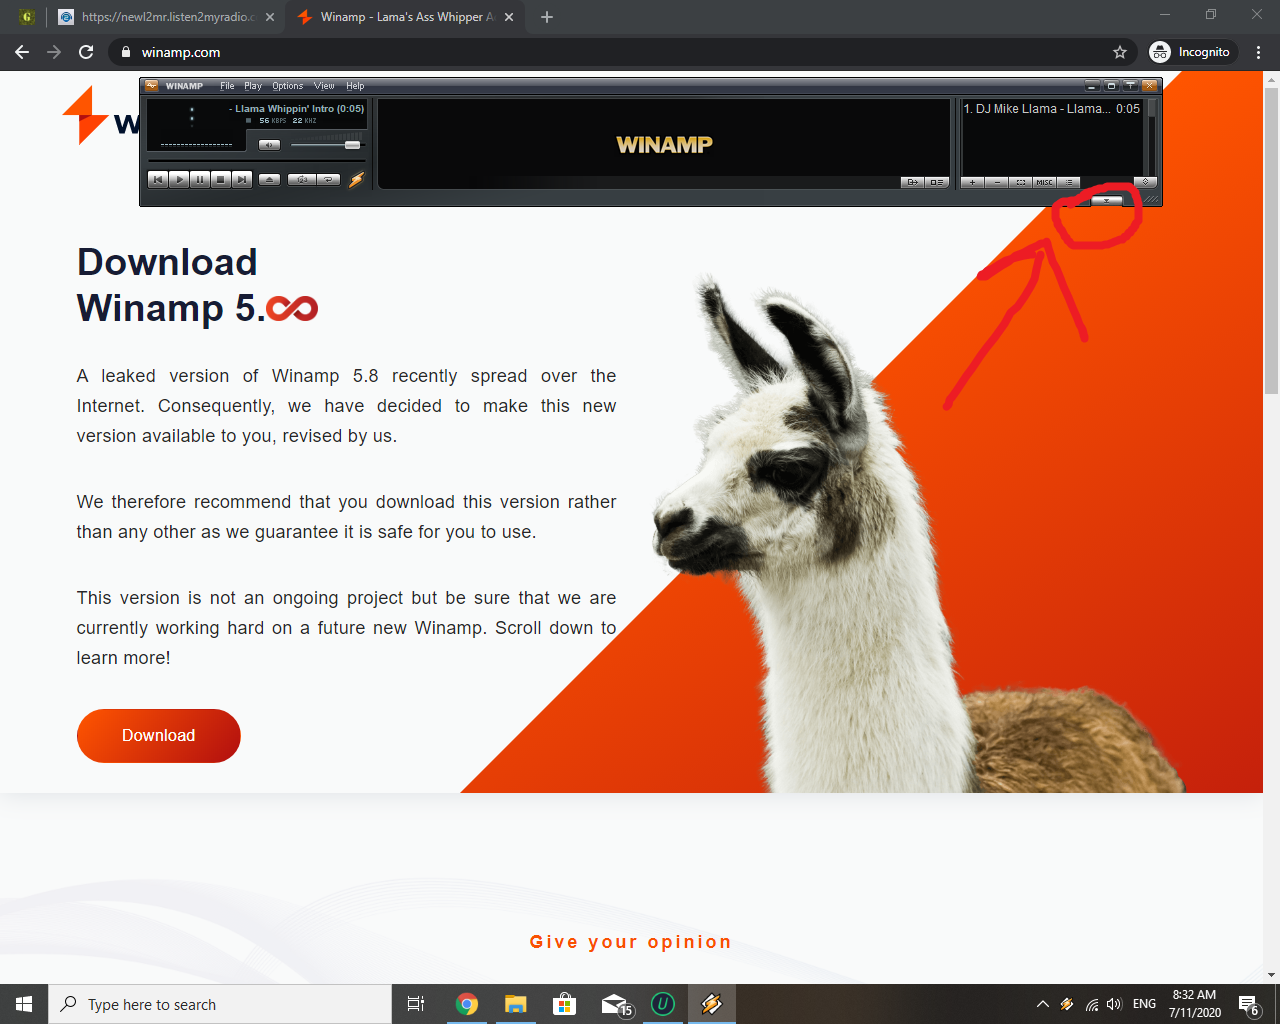 G
https://newl2mr.listen2myradio.c
Winamp - Lama's Ass Whipper A
winamp.com
Incognito
W
WINAMP File Play Options View Help
- Llama Whippin' Intro (0:05)
56 KBPS 22 KHZ
WINAMP
1. DJ Mike Llama - Llama... 0:05
MISC
Download
Winamp 5.
A leaked version of Winamp 5.8 recently spread over the
Internet. Consequently, we have decided to make this new
version available to you, revised by us.
We therefore recommend that you download this version rather
than any other as we guarantee it is safe for you to use.
This version is not an ongoing project but be sure that we are
currently working hard on a future new Winamp. Scroll down to
learn more!
Download
Give your opinion
Type here to search
15
U
ENG
8:32 AM
7/11/2020
6